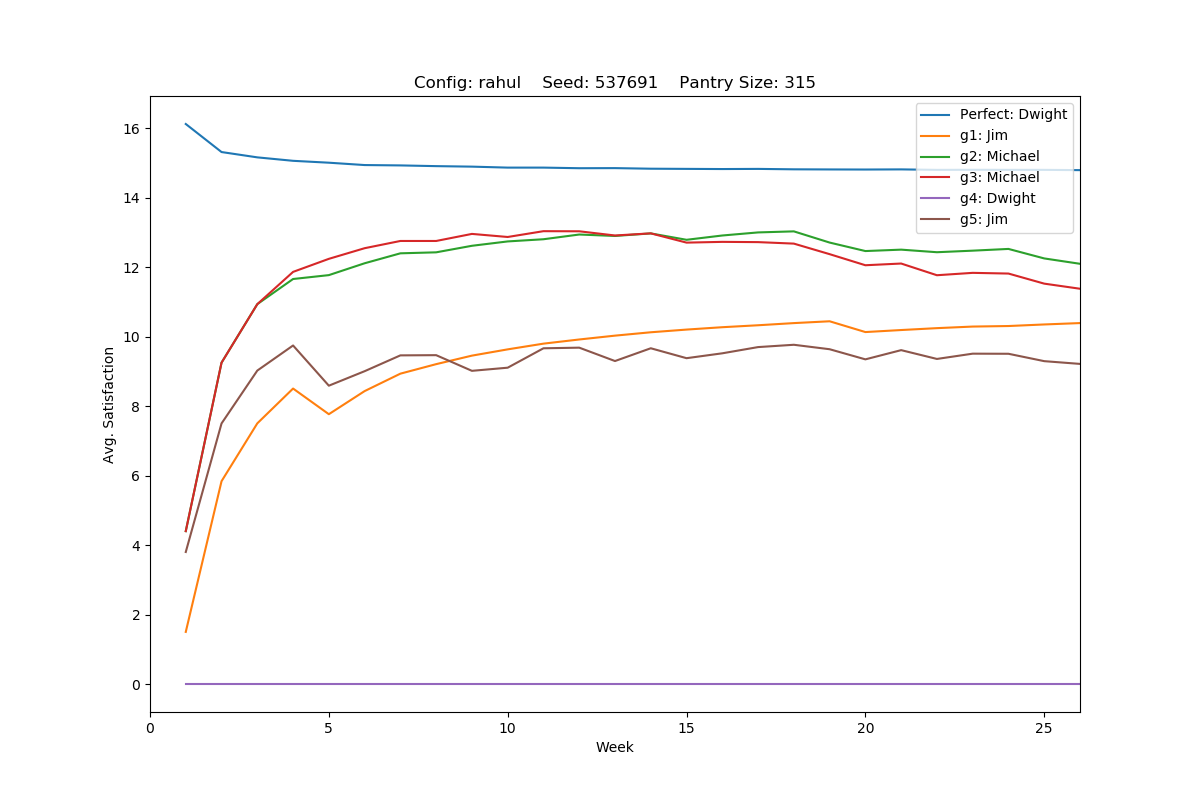 Config: rahul    Seed: 537691    Pantry Size: 315
Perfect: Dwight
g1: Jim
g2: Michael
g3: Michael
g4: Dwight
g5: Jim
Avg. Satisfaction
16
14
12
10
8
6
4
2
0
0 5 10 15 20 25
Week